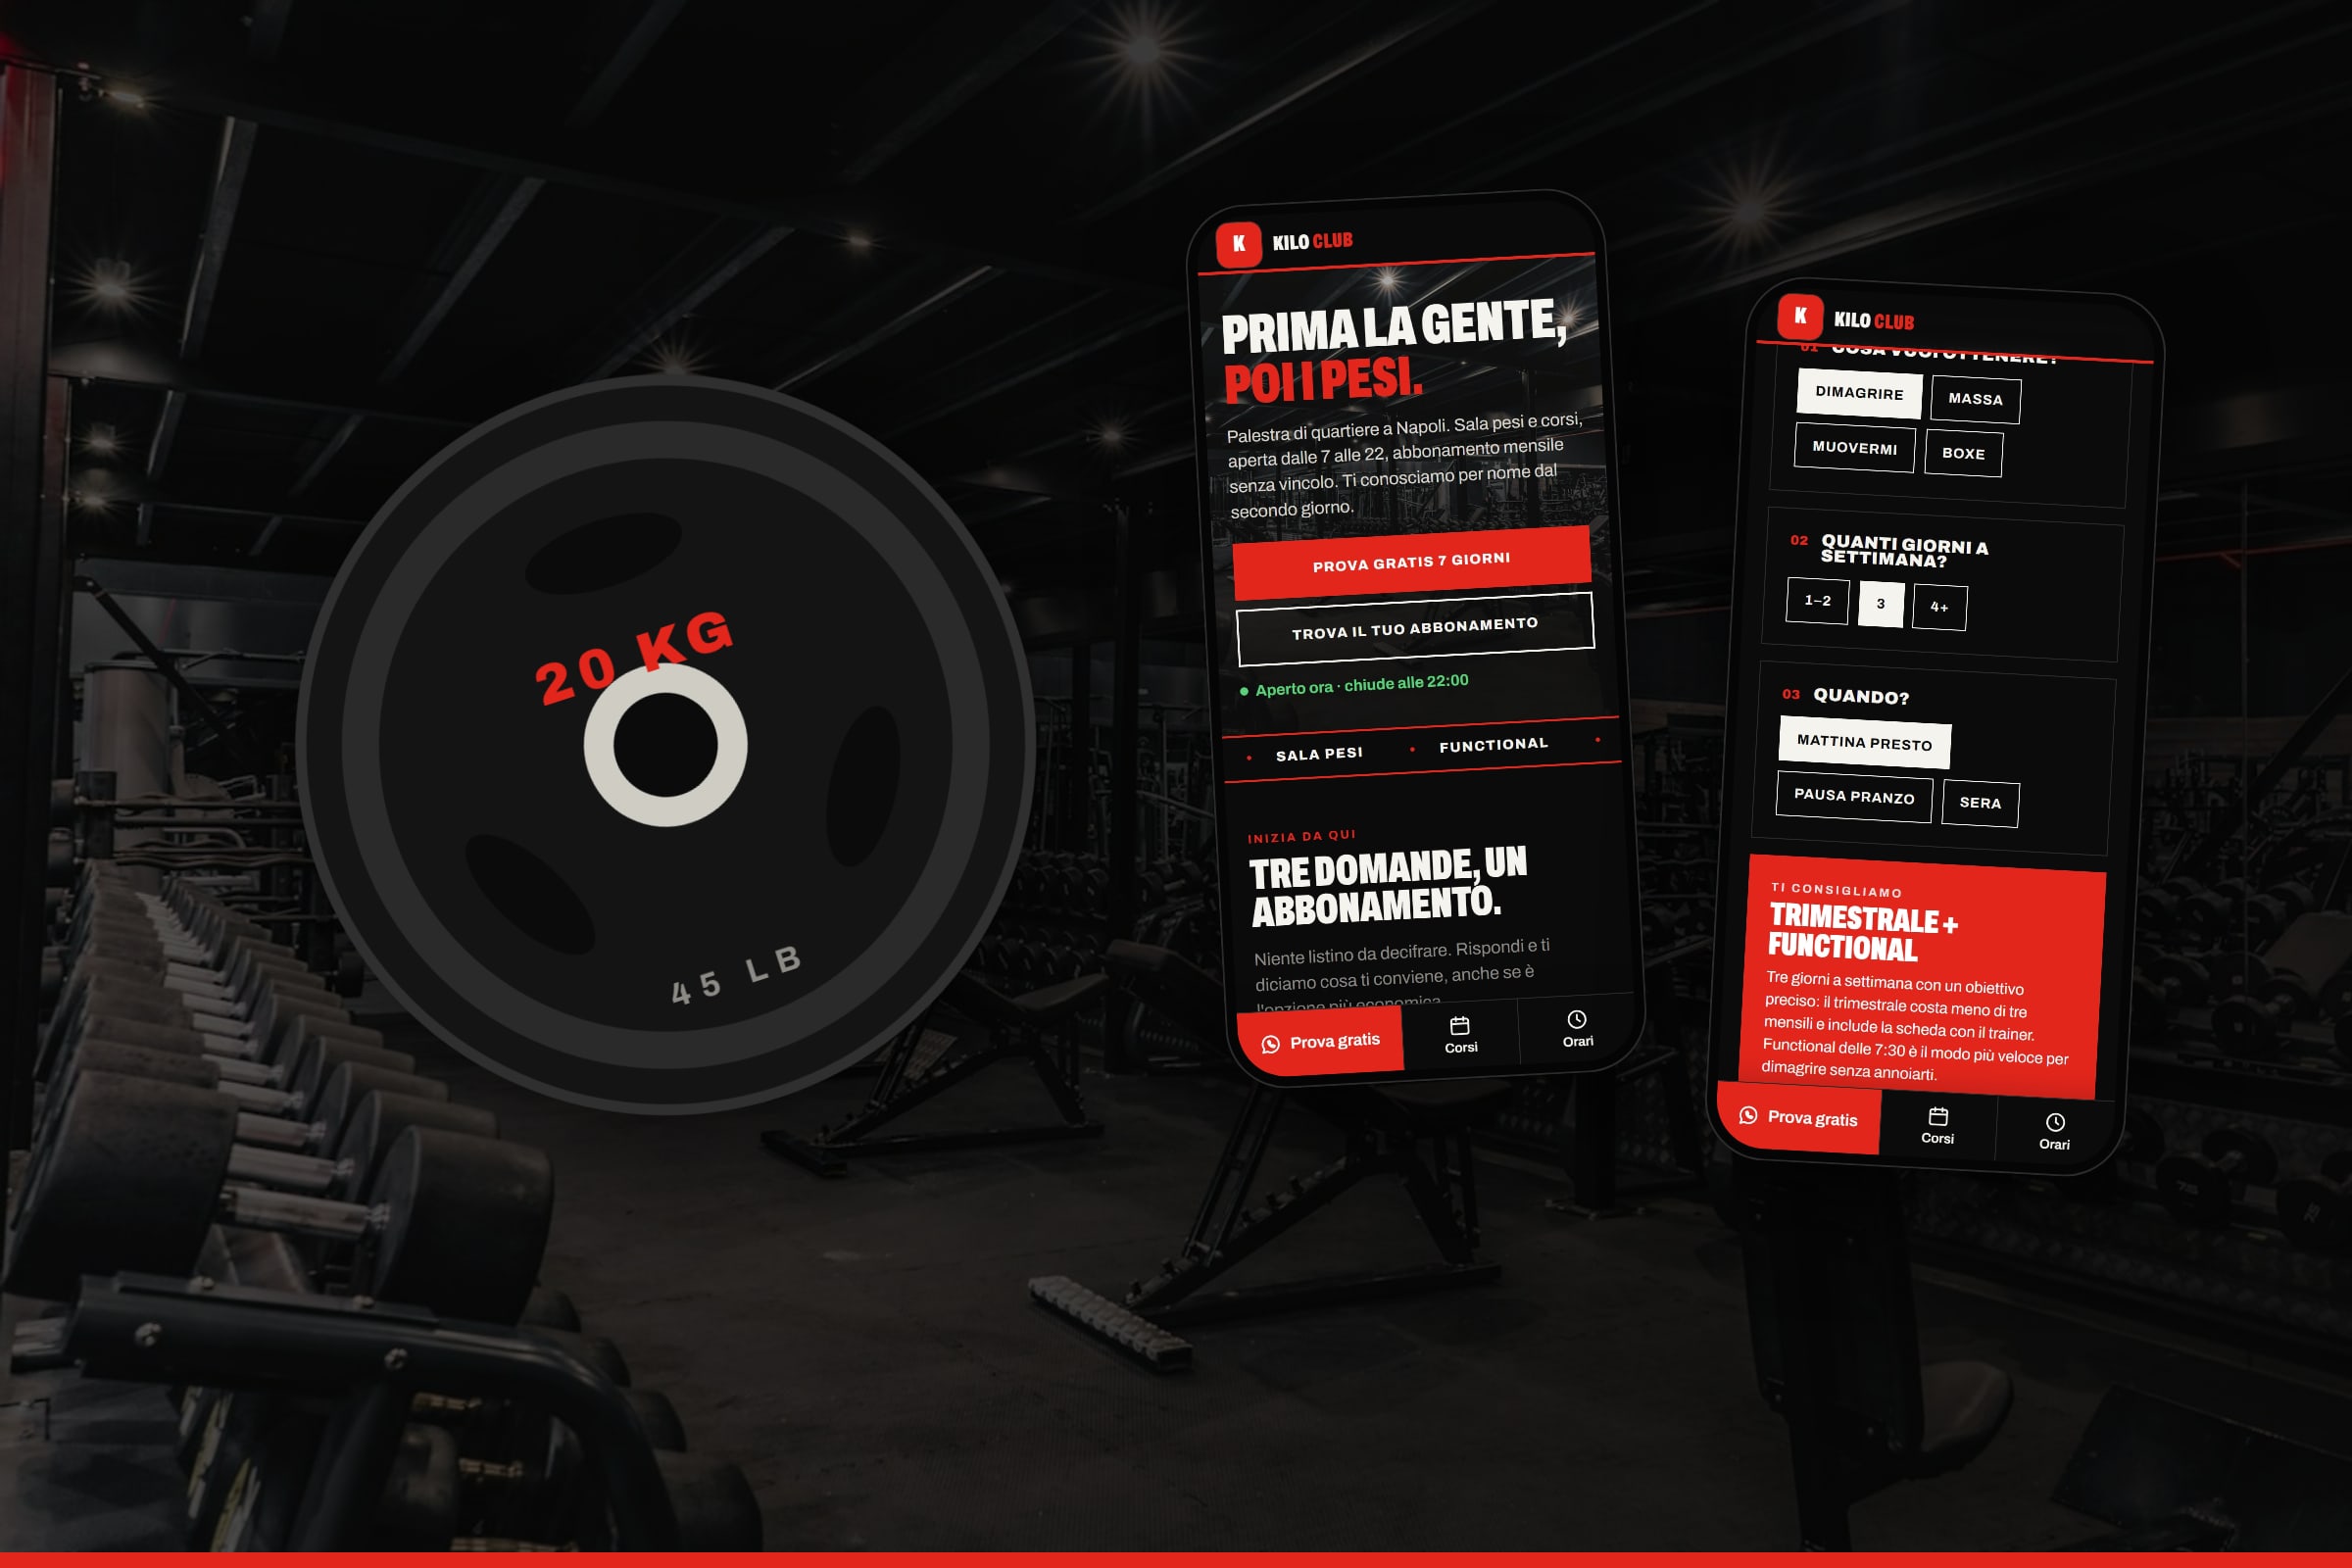 20 KG
45 LB
K
KILO CLUB
PRIMA LA GENTE,
POI I PESI.
Palestra di quartiere a Napoli. Sala pesi e corsi,
aperta dalle 7 alle 22, abbonamento mensile
senza vincolo. Ti conosciamo per nome dal
secondo giorno.
PROVA GRATIS 7 GIORNI
TROVA IL TUO ABBONAMENTO
Aperto ora · chiude alle 22:00
• SALA PESI • FUNCTIONAL •
INIZIA DA QUI
TRE DOMANDE, UN
ABBONAMENTO.
Niente listino da decifrare. Rispondi e ti
diciamo cosa ti conviene, anche se è
l'opzione più economica.
Prova gratis
Corsi
Orari
K
KILO CLUB
01 COSA VUOI OTTENERE?
DIMAGRIRE
MASSA
MUOVERMI
BOXE
02 QUANTI GIORNI A
SETTIMANA?
1–2
3
4+
03 QUANDO?
MATTINA PRESTO
PAUSA PRANZO
SERA
TI CONSIGLIAMO
TRIMESTRALE +
FUNCTIONAL
Tre giorni a settimana con un obiettivo
preciso: il trimestrale costa meno di tre
mensili e include la scheda con il trainer.
Functional delle 7:30 è il modo più veloce per
dimagrire senza annoiarti.
Prova gratis
Corsi
Orari